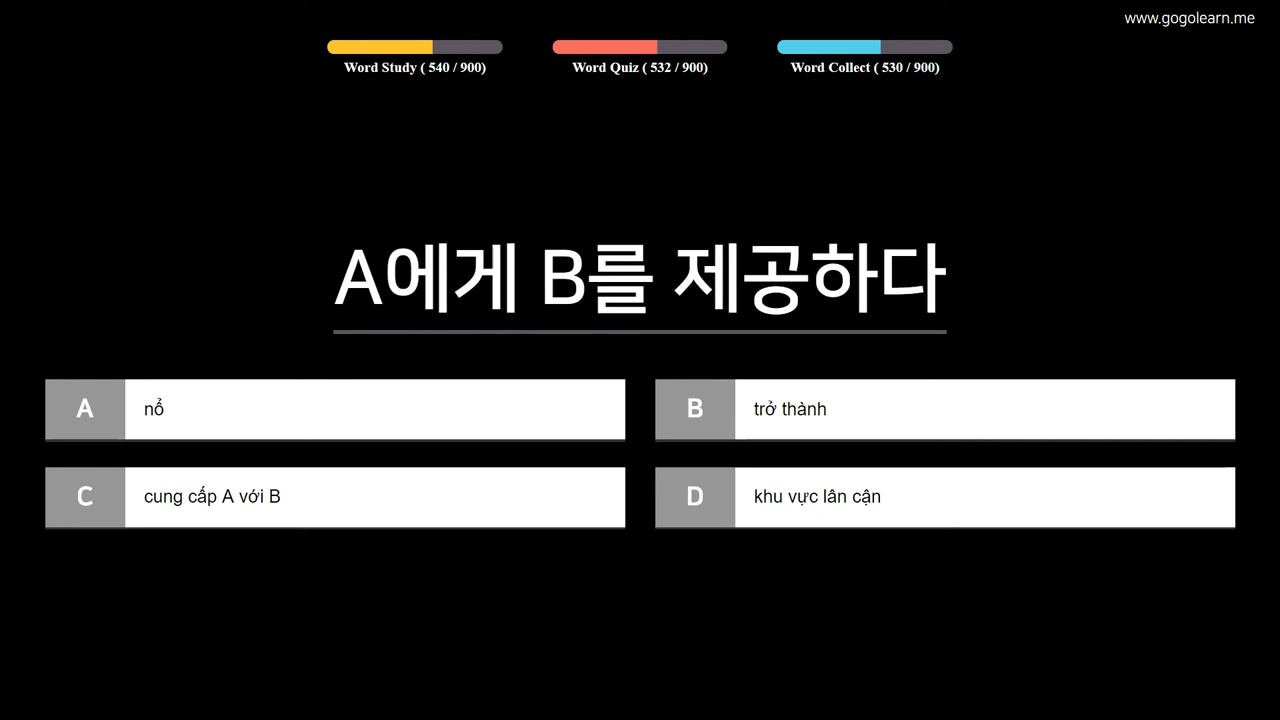 www.gogolearn.me
Word Study ( 540 / 900)
Word Quiz ( 532 / 900)
Word Collect ( 530 / 900)
A에게 B를 제공하다
A nổ
B trở thành
C cung cấp A với B
D khu vực lân cận